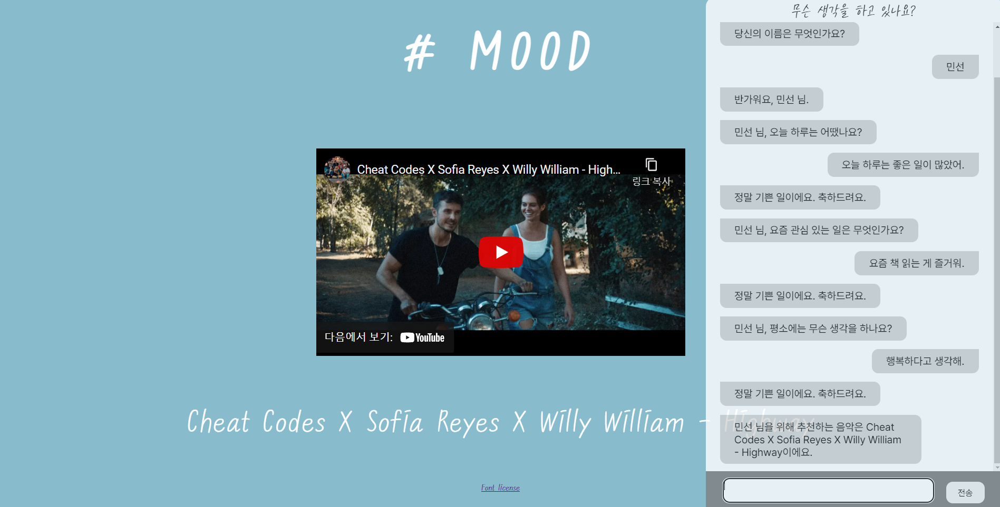 # MOOD
Cheat Codes X Sofia Reyes X Willy William - High...
링크 복사
다음에서 보기: YouTube
Cheat Codes X Sofia Reyes X Willy William - Highway
Font license
무슨 생각을 하고 있나요?
당신의 이름은 무엇인가요?
민선
반가워요, 민선 님.
민선 님, 오늘 하루는 어땠나요?
오늘 하루는 좋은 일이 많았어.
정말 기쁜 일이에요. 축하드려요.
민선 님, 요즘 관심 있는 일은 무엇인가요?
요즘 책 읽는 게 즐거워.
정말 기쁜 일이에요. 축하드려요.
민선 님, 평소에는 무슨 생각을 하나요?
행복하다고 생각해.
정말 기쁜 일이에요. 축하드려요.
민선 님을 위해 추천하는 음악은 Cheat
Codes X Sofia Reyes X Willy William
- Highway이에요.
전송